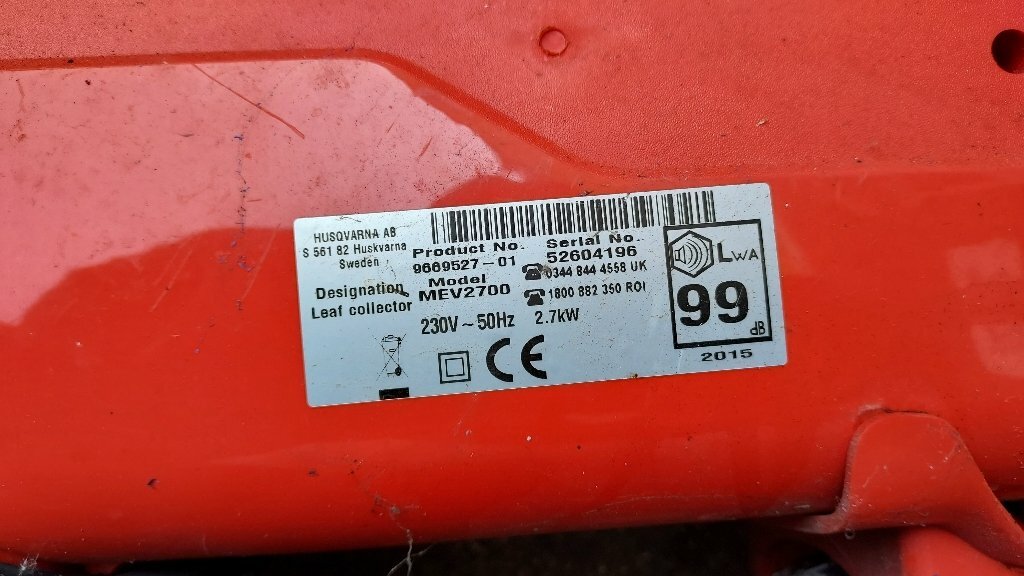 HUSQVARNA AB
S 561 82 Huskvarna
Sweden
Designation
Leaf collector
Product No.
9669527-01
Model
MEV2700
Serial No.
52604196
0344 844 4558 UK
1800 882 350 ROI
230V ~ 50Hz 2.7kW
CE
LWA
99
dB
2015